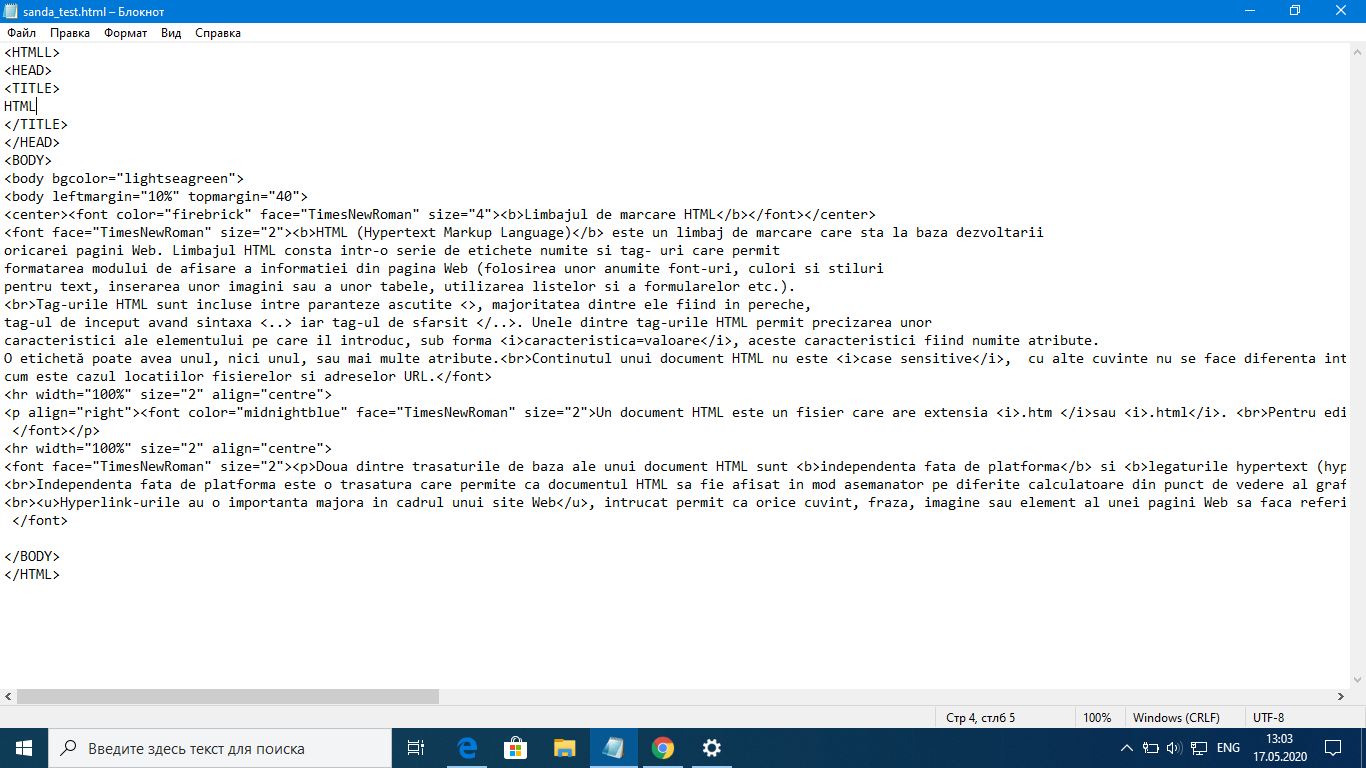 sanda_test.html – Блокнот
Файл Правка Формат Вид Справка
<HTMLL>
<HEAD>
<TITLE>
HTML
</TITLE>
</HEAD>
<BODY>
<body bgcolor="lightseagreen">
<body leftmargin="10%" topmargin="40">
<center><font color="firebrick" face="TimesNewRoman" size="4"><b>Limbajul de marcare HTML</b></font></center>
<font face="TimesNewRoman" size="2"><b>HTML (Hypertext Markup Language)</b> este un limbaj de marcare care sta la baza dezvoltarii
oricarei pagini Web. Limbajul HTML consta intr-o serie de etichete numite si tag- uri care permit
formatarea modului de afisare a informatiei din pagina Web (folosirea unor anumite font-uri, culori si stiluri
pentru text, inserarea unor imagini sau a unor tabele, utilizarea listelor si a formularelor etc.).
<br>Tag-urile HTML sunt incluse intre paranteze ascutite <>, majoritatea dintre ele fiind in pereche,
tag-ul de inceput avand sintaxa <..> iar tag-ul de sfarsit </..>. Unele dintre tag-urile HTML permit precizarea unor
caracteristici ale elementului pe care il introduc, sub forma <i>caracteristica=valoare</i>, aceste caracteristici fiind numite atribute.
O etichetă poate avea unul, nici unul, sau mai multe atribute.<br>Continutul unui document HTML nu este <i>case sensitive</i>,  cu alte cuvinte nu se face diferenta int
cum este cazul locatiilor fisierelor si adreselor URL.</font>
<hr width="100%" size="2" align="centre">
<p align="right"><font color="midnightblue" face="TimesNewRoman" size="2">Un document HTML este un fisier care are extensia <i>.htm </i>sau <i>.html</i>. <br>Pentru edi
</font></p>
<hr width="100%" size="2" align="centre">
<font face="TimesNewRoman" size="2"><p>Doua dintre trasaturile de baza ale unui document HTML sunt <b>independenta fata de platforma</b> si <b>legaturile hypertext (hyp
<br>Independenta fata de platforma este o trasatura care permite ca documentul HTML sa fie afisat in mod asemanator pe diferite calculatoare din punct de vedere al graf
<br><u>Hyperlink-urile au o importanta majora in cadrul unui site Web</u>, intrucat permit ca orice cuvint, fraza, imagine sau element al unei pagini Web sa faca referi
</font>
</BODY>
</HTML>
Стр 4, стлб 5 100% Windows (CRLF) UTF-8
Введите здесь текст для поиска
ENG
13:03
17.05.2020